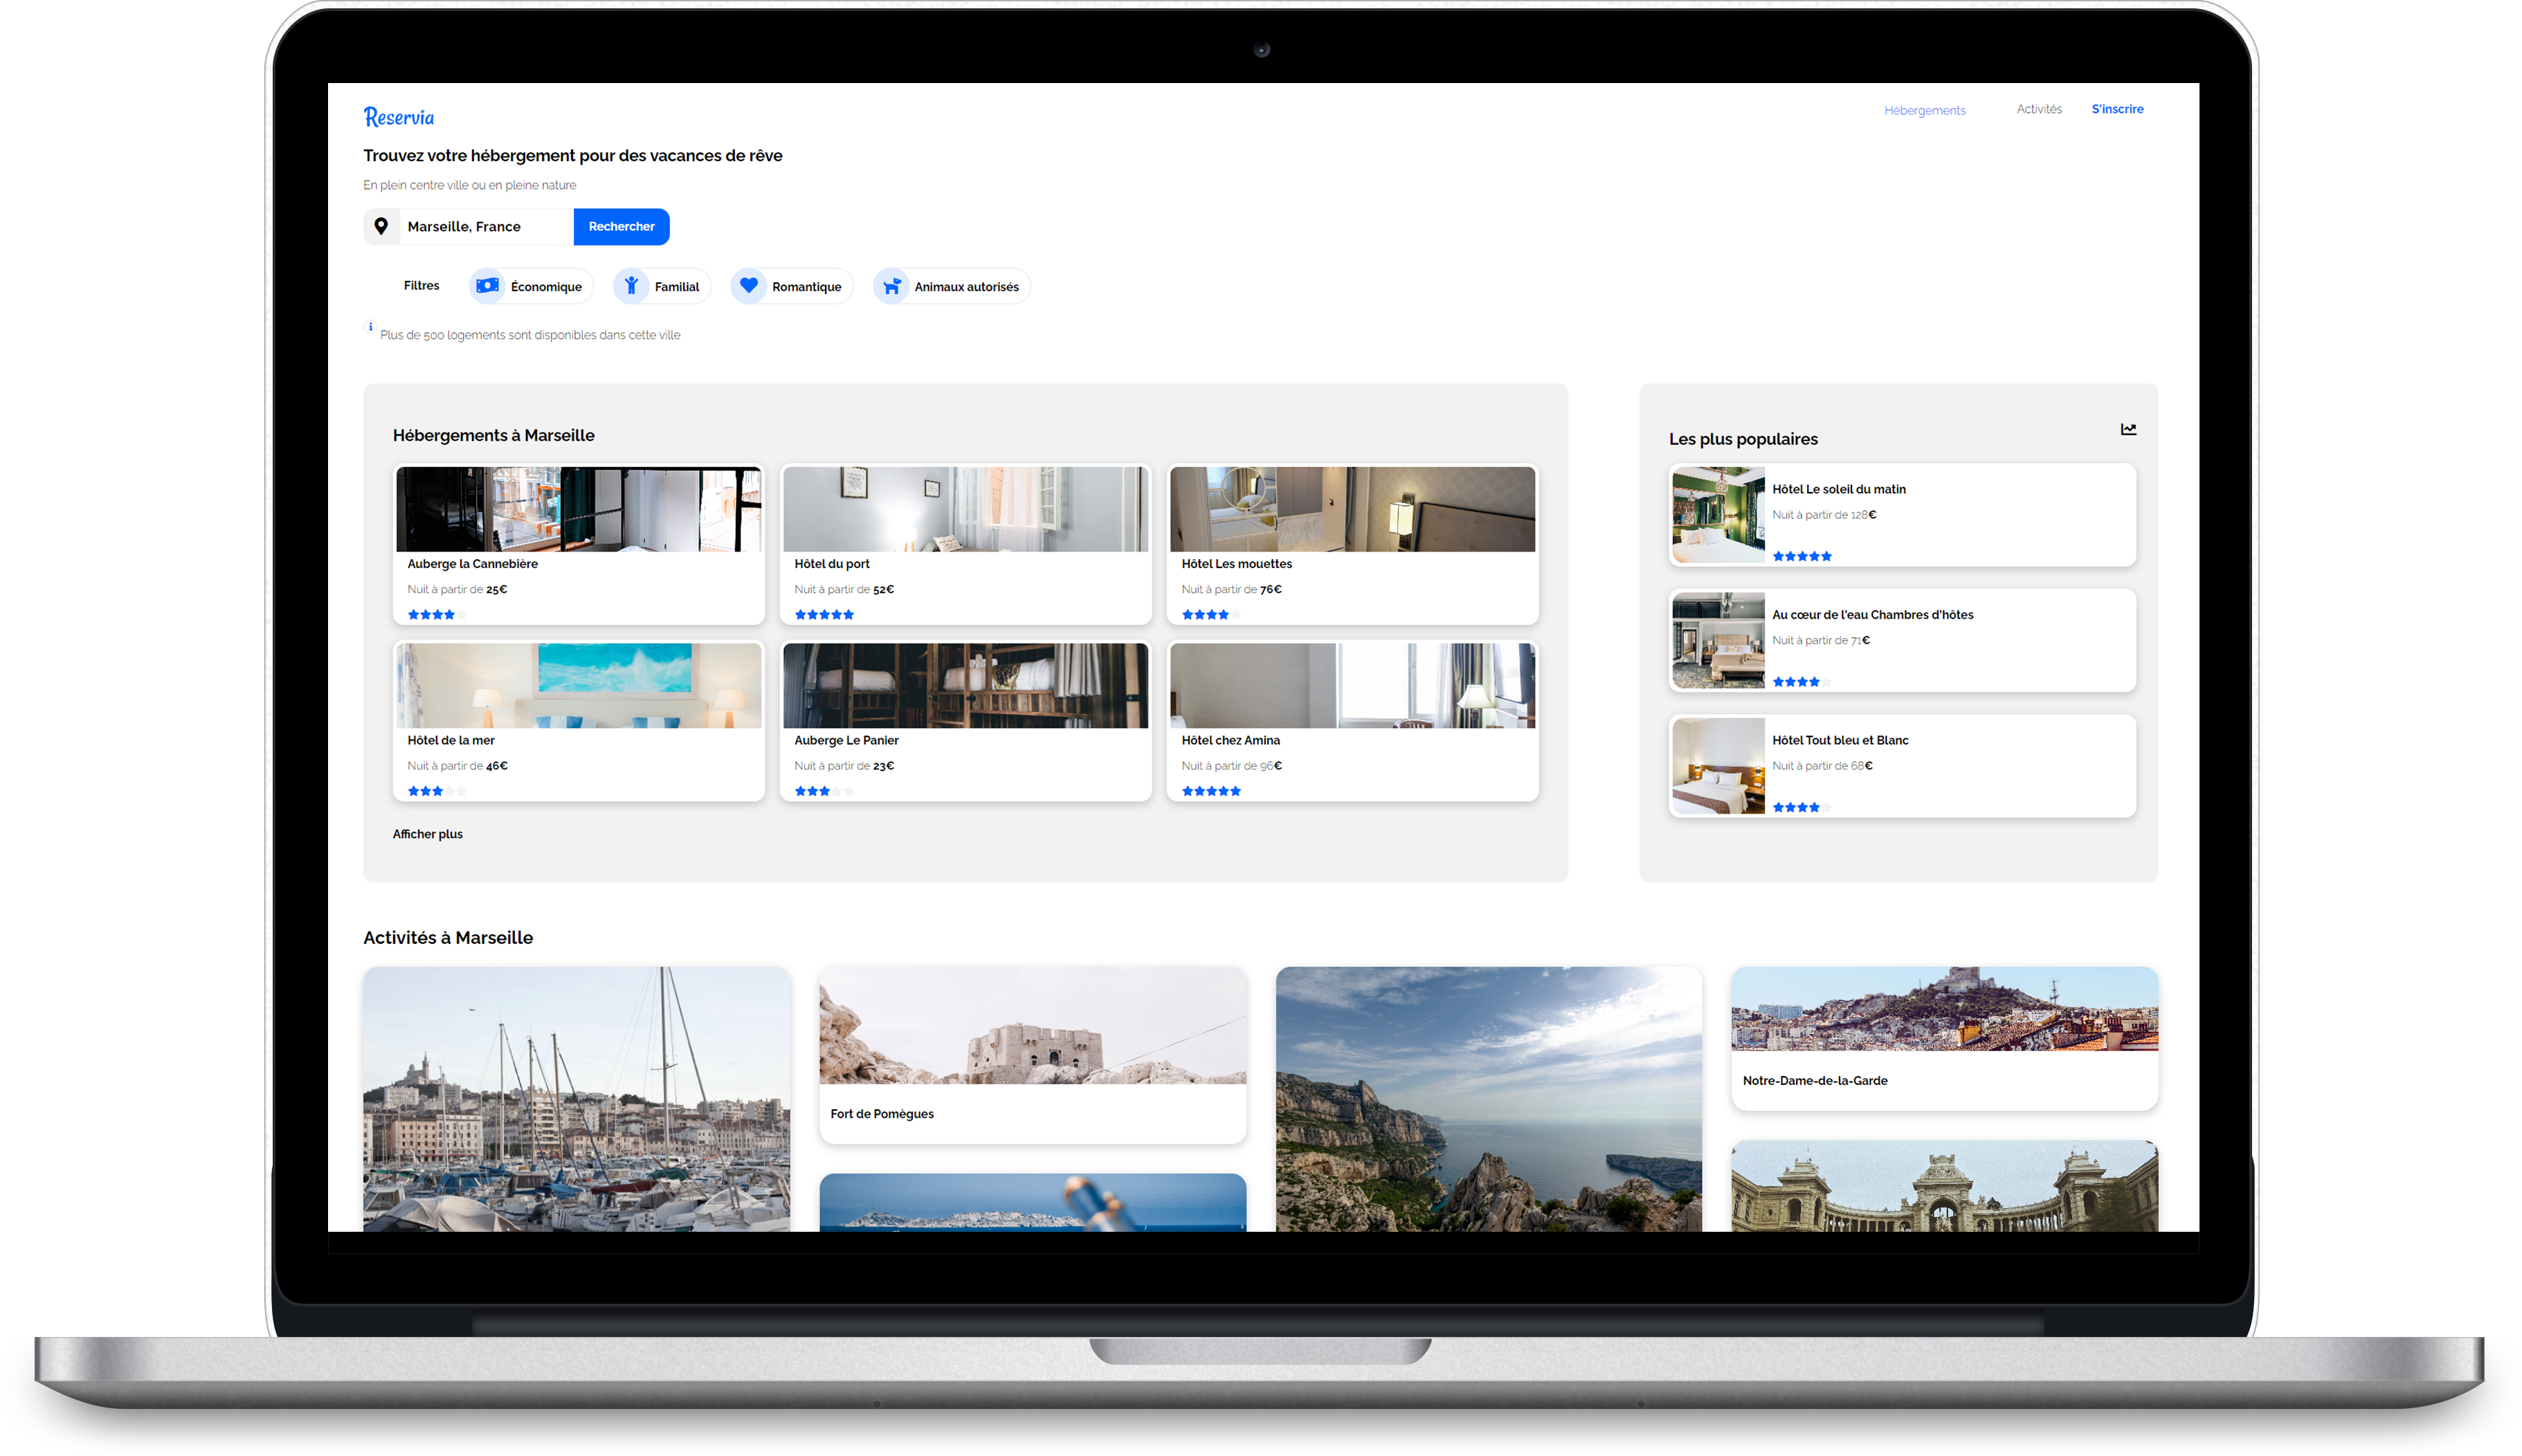 Reservia
Hébergements
Activités
S'inscrire
Trouvez votre hébergement pour des vacances de rêve
En plein centre ville ou en pleine nature
Marseille, France
Rechercher
Filtres
Économique
Familial
Romantique
Animaux autorisés
Plus de 500 logements sont disponibles dans cette ville
Hébergements à Marseille
Auberge la Cannebière
Nuit à partir de 25€
Hôtel du port
Nuit à partir de 52€
Hôtel Les mouettes
Nuit à partir de 76€
Hôtel de la mer
Nuit à partir de 46€
Auberge Le Panier
Nuit à partir de 23€
Hôtel chez Amina
Nuit à partir de 96€
Afficher plus
Les plus populaires
Hôtel Le soleil du matin
Nuit à partir de 128€
Au cœur de l'eau Chambres d'hôtes
Nuit à partir de 71€
Hôtel Tout bleu et Blanc
Nuit à partir de 68€
Activités à Marseille
Fort de Pomègues
Notre-Dame-de-la-Garde